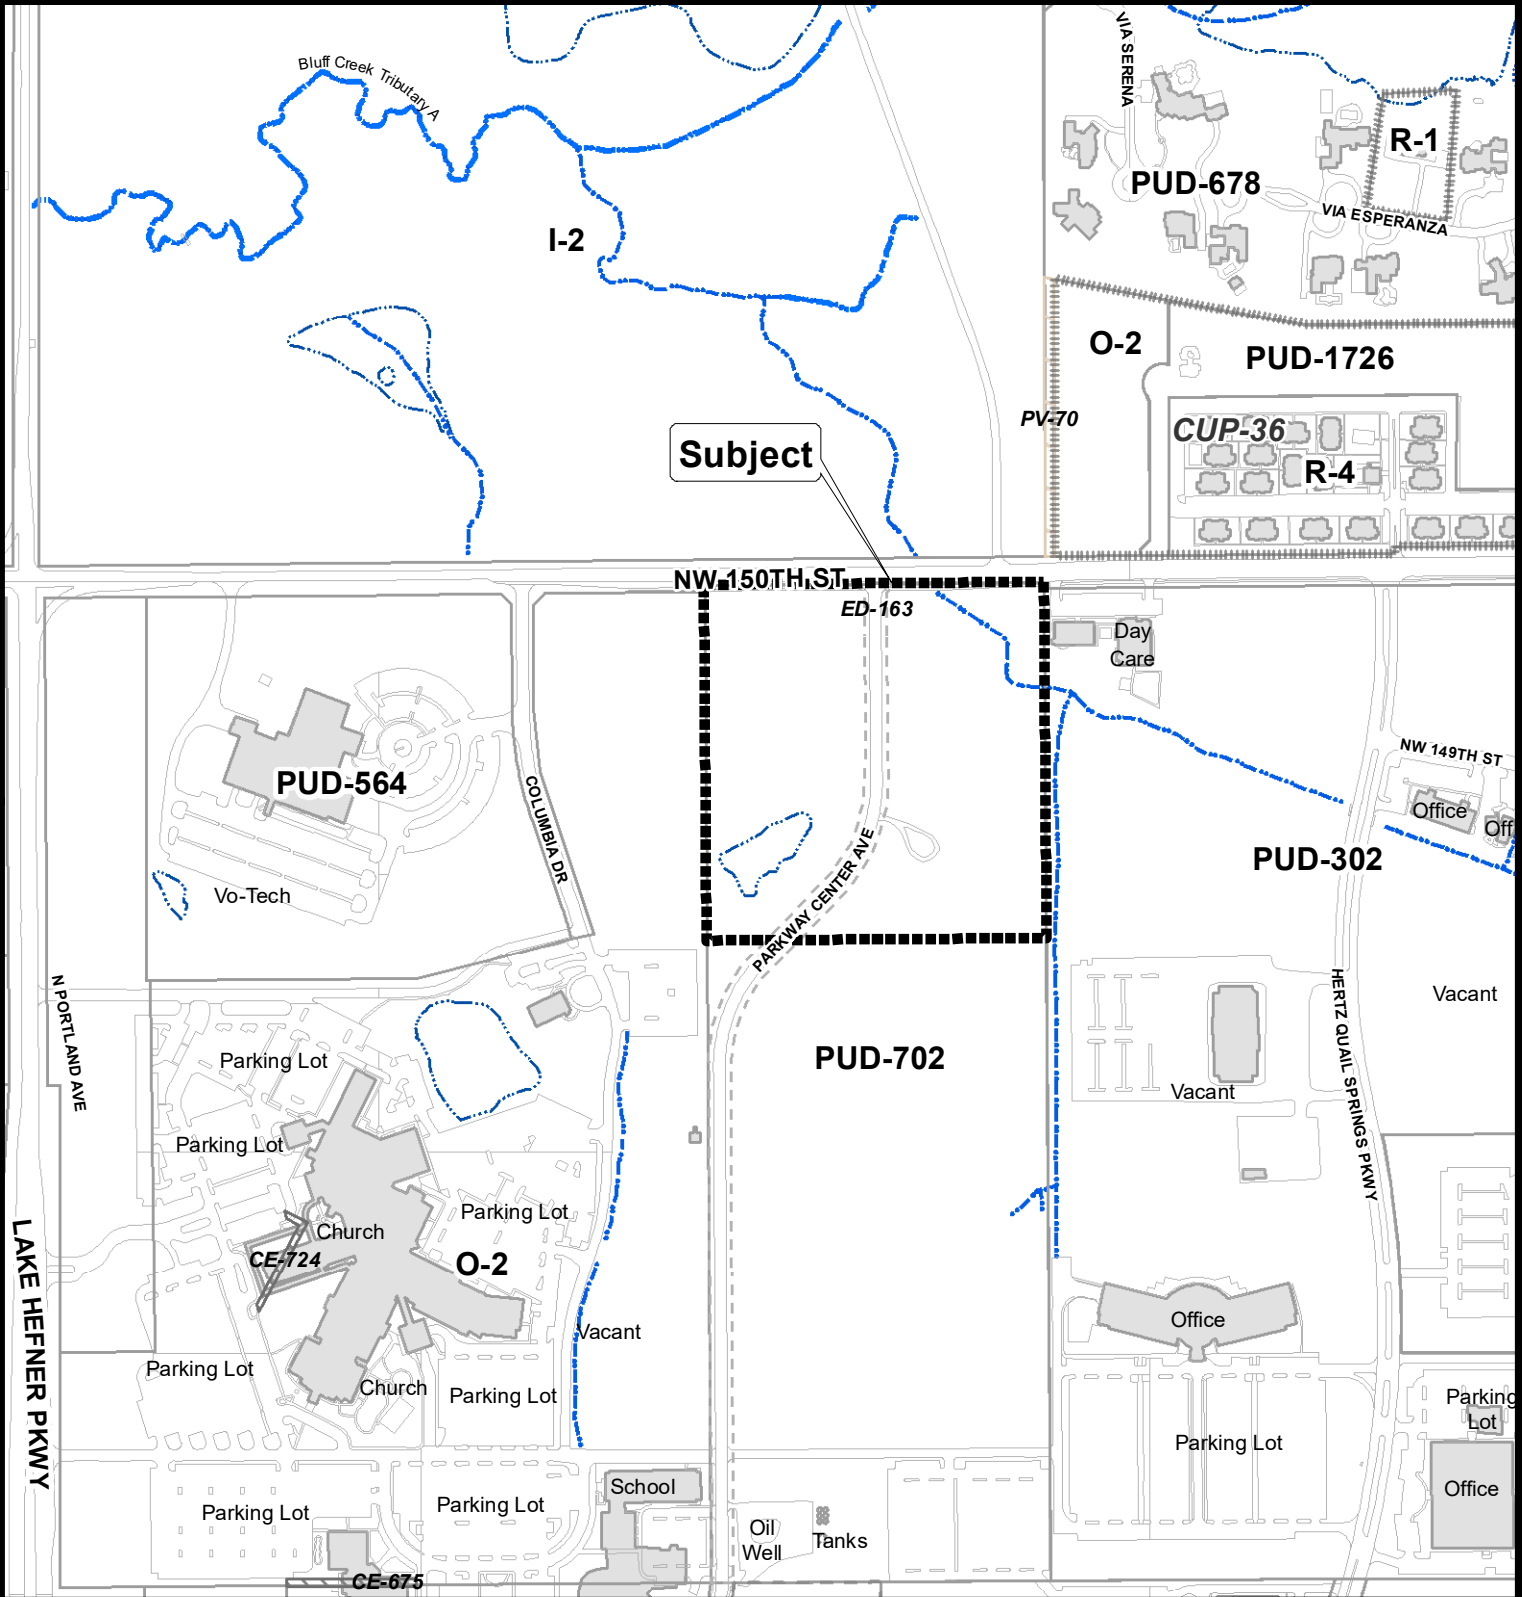 Bluff Creek Tributary A
VIA SERENA
R-1
PUD-678
VIA ESPERANZA
I-2
O-2
PUD-1726
PV-70
CUP-36
R-4
Subject
NW 150TH ST
ED-163
Day
Care
PUD-564
COLUMBIA DR
NW 149TH ST
Office
Off
PUD-302
Vo-Tech
PARKWAY CENTER AVE
N PORTLAND AVE
HERTZ QUAIL SPRINGS PKWY
Vacant
Parking Lot
PUD-702
Vacant
Parking Lot
Parking Lot
Church
CE-724
O-2
LAKE HEFNER PKWY
Vacant
Office
Parking Lot
Church
Parking Lot
Parking
Lot
Parking Lot
School
Office
Parking Lot
Parking Lot
Oil
Well
Tanks
CE-675